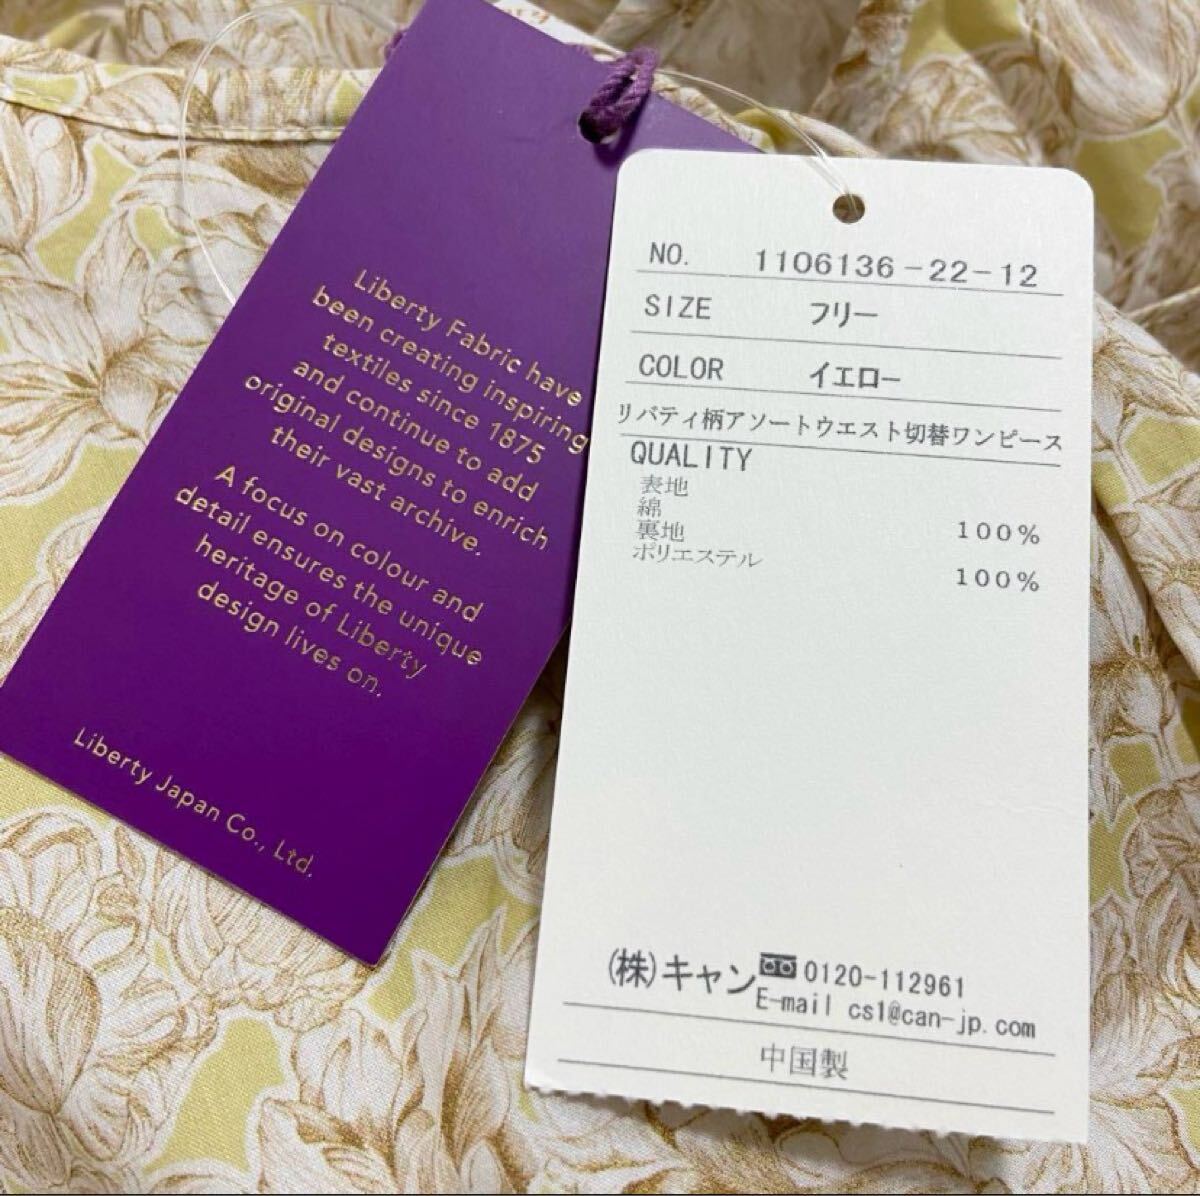 Liberty Fabric have
been creating inspiring
textiles since 1875
and continue to add
original designs to enrich
their vast archive.
A focus on colour and
detail ensures the unique
heritage of Liberty
design lives on.
Liberty Japan Co., Ltd.
NO. 1106136-22-12
SIZE フリー
COLOR イエロー
リバティ柄アソートウエスト切替ワンピース
QUALITY
表地
綿 100%
裏地
ポリエステル 100%
(株)キャン 0120-112961
E-mail cs1@can-jp.com
中国製